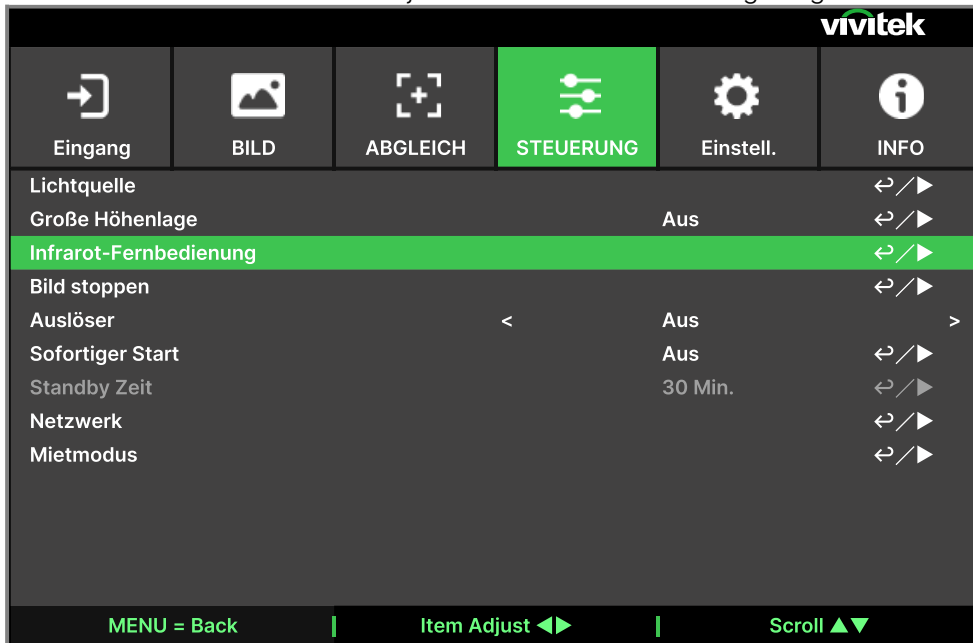 vivitek
Eingang BILD ABGLEICH STEUERUNG Einstell. INFO
Lichtquelle
Große Höhenlage Aus
Infrarot-Fernbedienung
Bild stoppen
Auslöser < Aus >
Sofortiger Start Aus
Standby Zeit 30 Min.
Netzwerk
Mietmodus
MENU = Back Item Adjust ◀▶ Scroll ▲▼